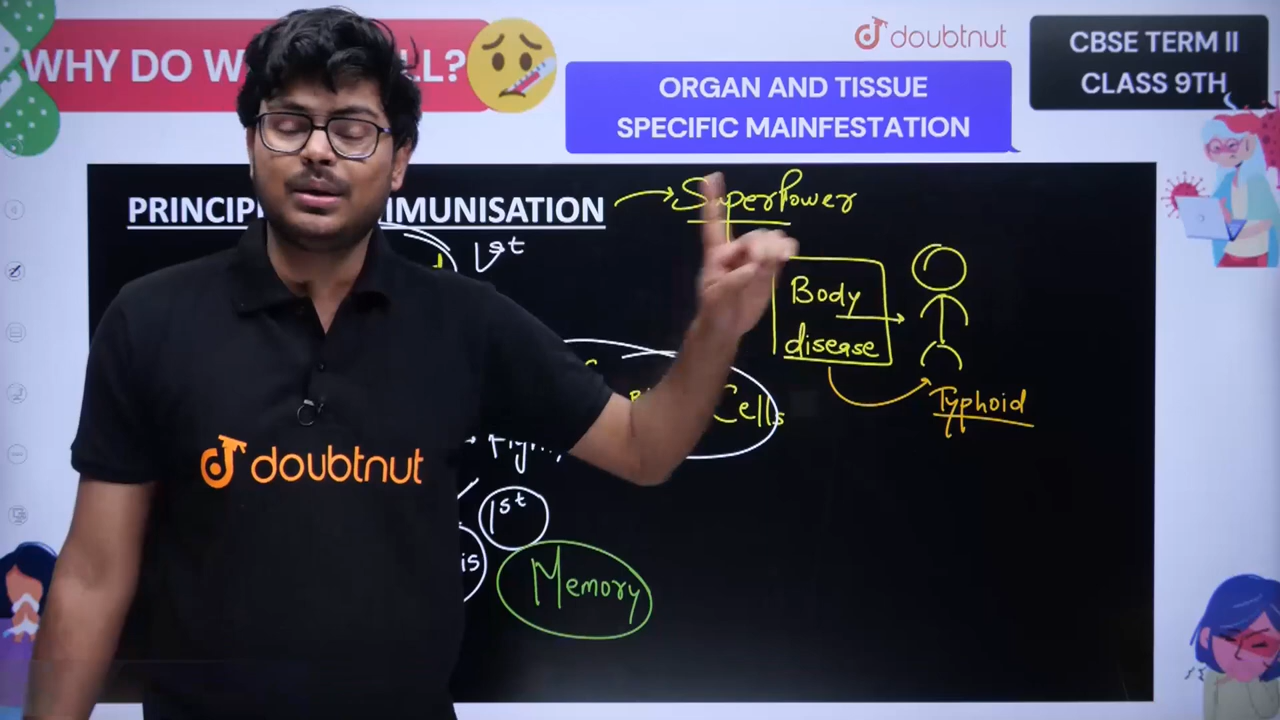 WHY DO W LL?
doubtnut
CBSE TERM II
CLASS 9TH
ORGAN AND TISSUE
SPECIFIC MAINFESTATION
PRINCIP MUNISATION
SuperPower
1st
Body
disease
Typhoid
Cells
1st
is
Memory
doubtnut